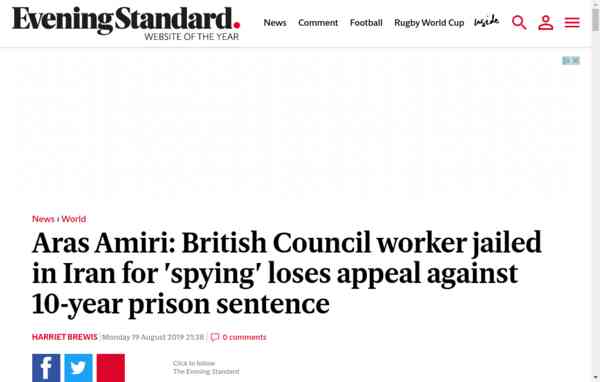 Evening Standard.
WEBSITE OF THE YEAR
News Comment Football Rugby World Cup Inside
News › World
Aras Amiri: British Council worker jailed
in Iran for 'spying' loses appeal against
10-year prison sentence
HARRIET BREWIS | Monday 19 August 2019 21:38 | 0 comments
Click to follow
The Evening Standard